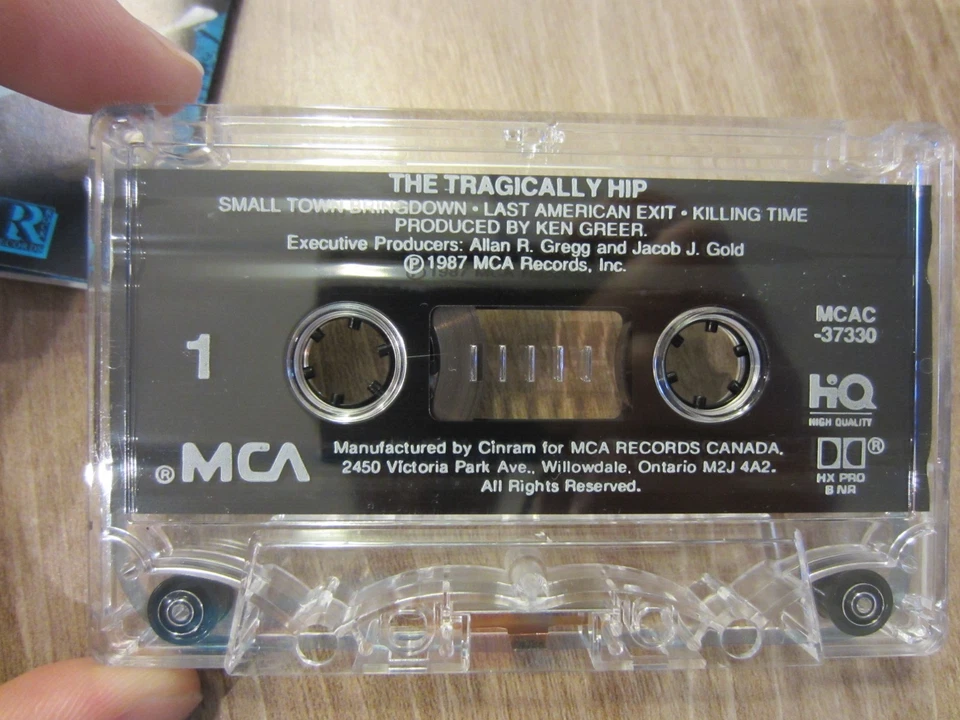 THE TRAGICALLY HIP
SMALL TOWN BRINGDOWN • LAST AMERICAN EXIT • KILLING TIME
PRODUCED BY KEN GREER.
Executive Producers: Allan R. Gregg and Jacob J. Gold
Ⓟ 1987 MCA Records, Inc.
MCAC
-37330
1
HQ
HIGH QUALITY
® MCA
Manufactured by Cinram for MCA RECORDS CANADA,
2450 Victoria Park Ave., Willowdale, Ontario M2J 4A2.
All Rights Reserved.
®
HX PRO
B NR
R